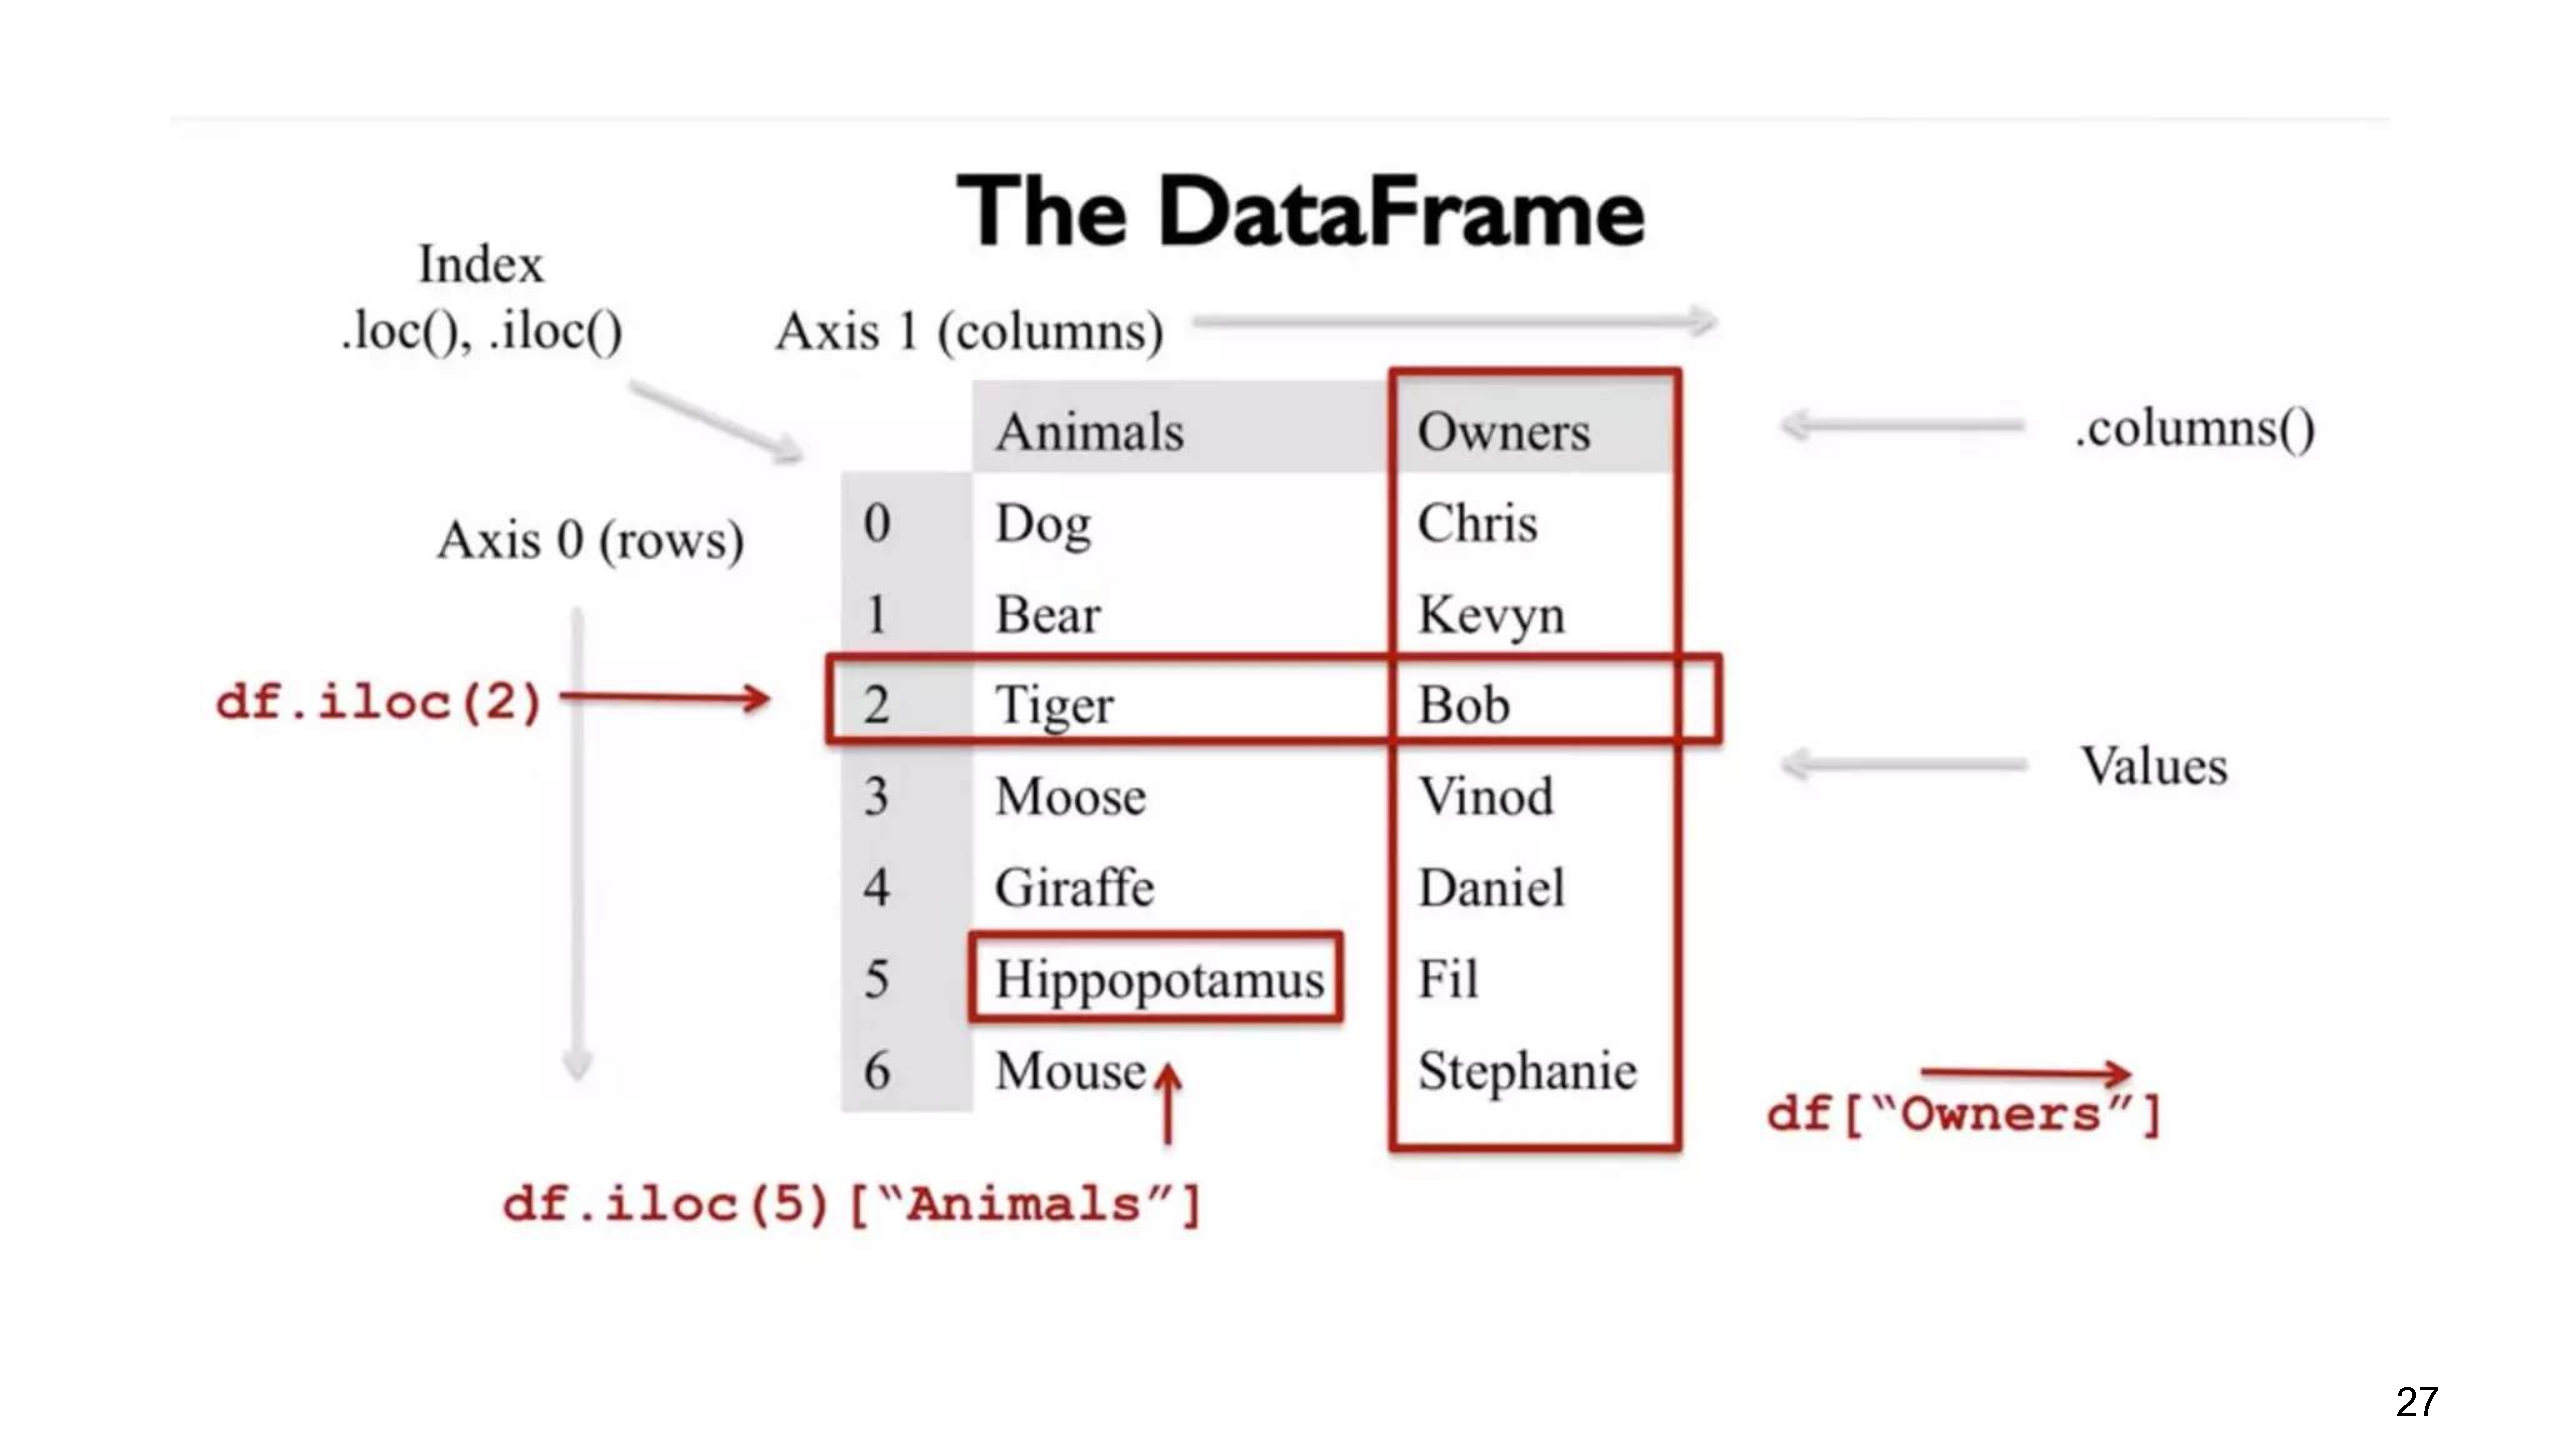 The DataFrame
Index
.loc(), .iloc()
Axis 1 (columns)
Animals Owners
.columns()
Axis 0 (rows)
0 Dog Chris
1 Bear Kevyn
df.iloc(2)
2 Tiger Bob
Values
3 Moose Vinod
4 Giraffe Daniel
5 Hippopotamus Fil
6 Mouse Stephanie
df[“Owners”]
df.iloc(5)[“Animals”]
27